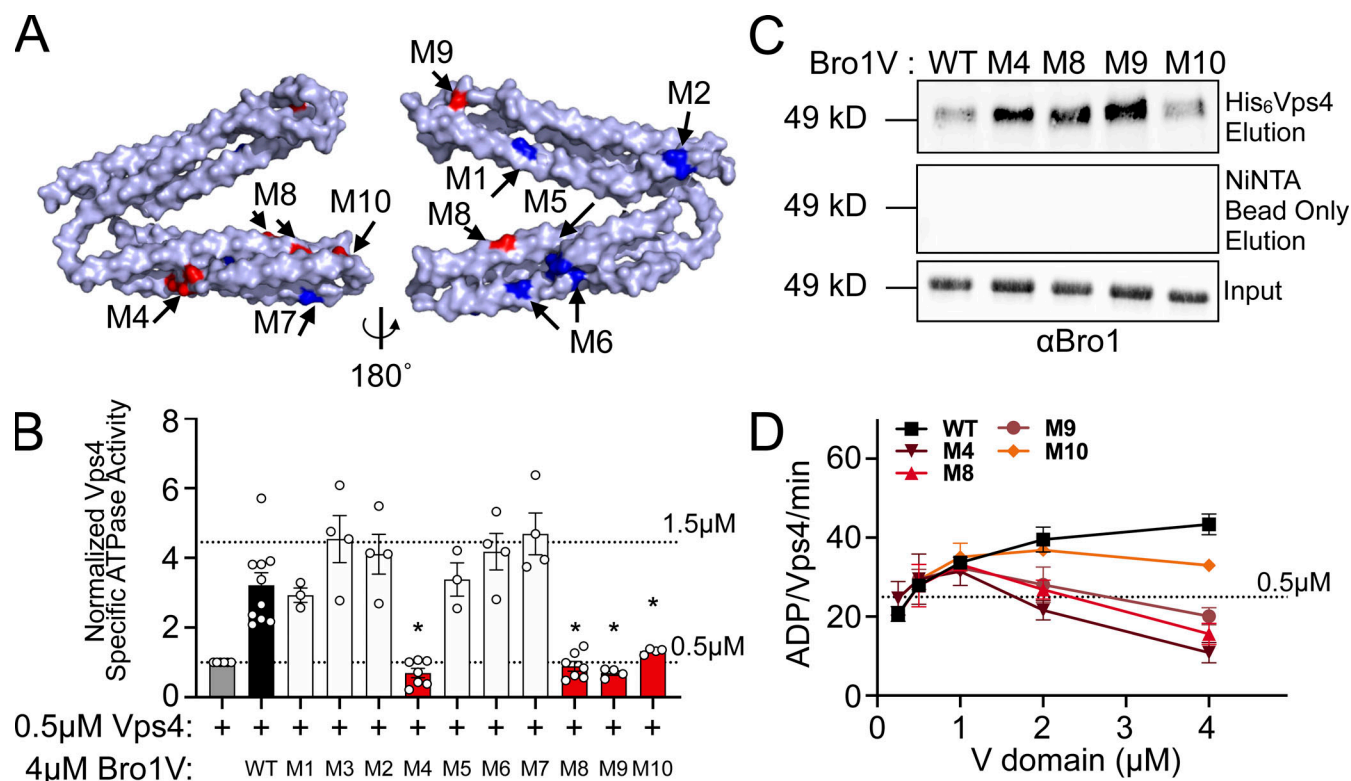 A
M9
M2
M8
M10
M1
M5
M8
M4
M7
M6
180°
B
Normalized Vps4
Specific ATPase Activity
8
6
4
2
0
1.5µM
0.5µM
* * * *
0.5µM Vps4: + + + + + + + + + + +
4µM Bro1V: WT M1 M3 M2 M4 M5 M6 M7 M8 M9 M10
C
Bro1V : WT M4 M8 M9 M10
49 kD
His₆Vps4
Elution
49 kD
NiNTA
Bead Only
Elution
49 kD
Input
αBro1
D
WT M9
M4 M10
M8
ADP/Vps4/min
60
40
20
0
0.5µM
0 1 2 3 4
V domain (µM)